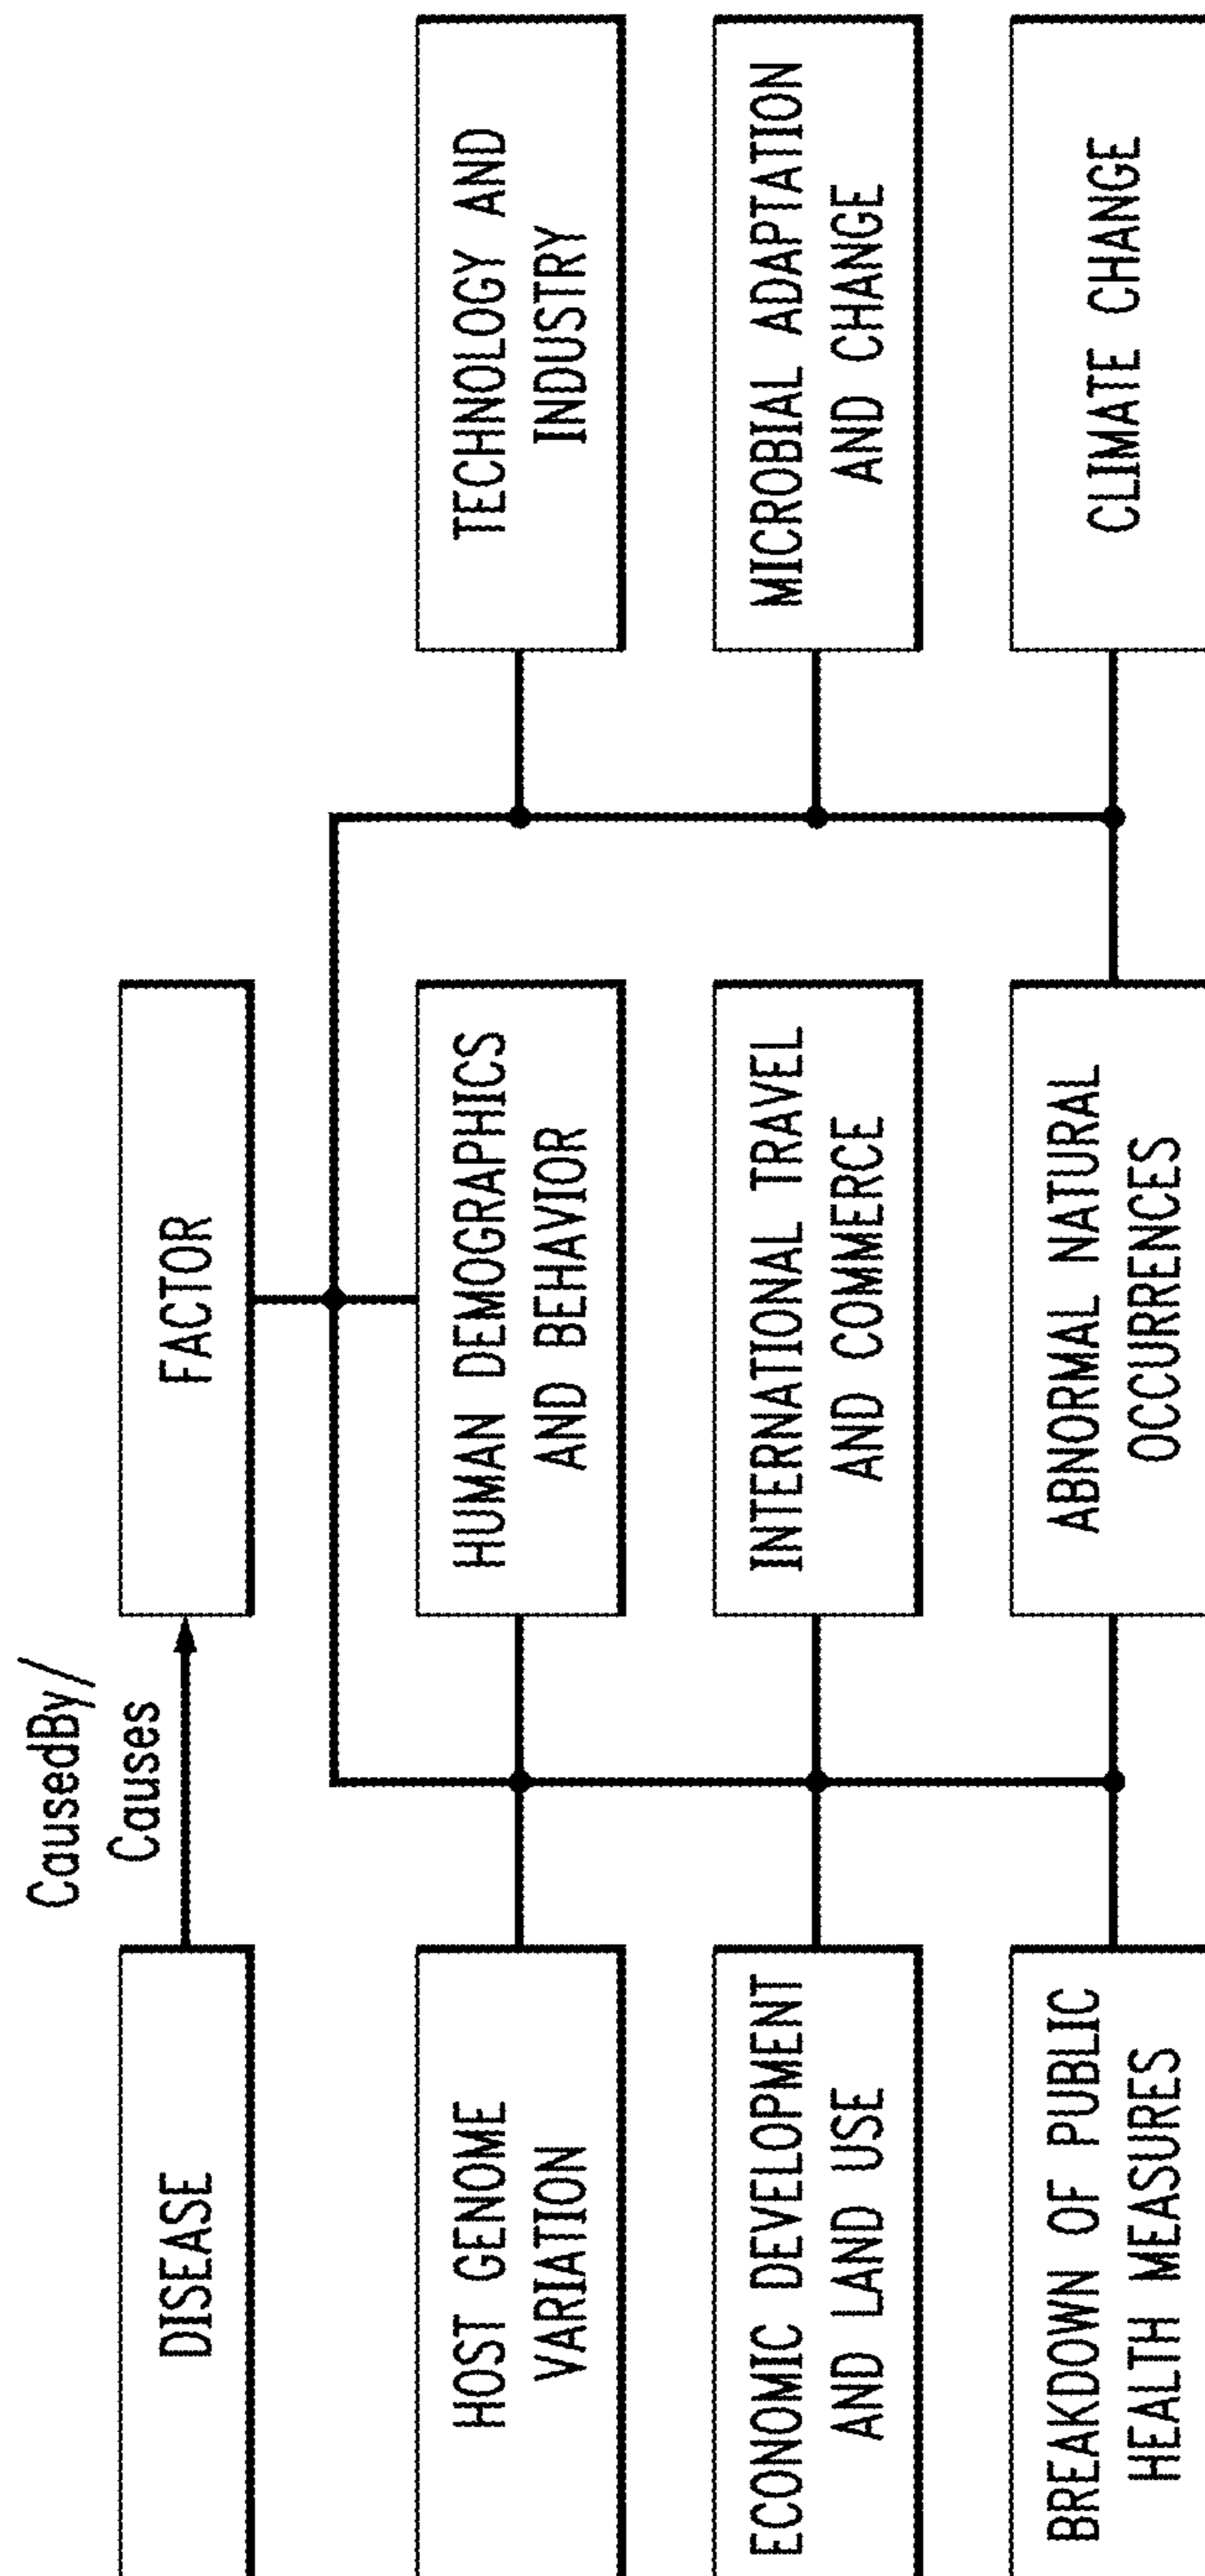 CausedBy/
Causes
DISEASE
FACTOR
HOST GENOME
VARIATION
HUMAN DEMOGRAPHICS
AND BEHAVIOR
TECHNOLOGY AND
INDUSTRY
ECONOMIC DEVELOPMENT
AND LAND USE
INTERNATIONAL TRAVEL
AND COMMERCE
MICROBIAL ADAPTATION
AND CHANGE
BREAKDOWN OF PUBLIC
HEALTH MEASURES
ABNORMAL NATURAL
OCCURRENCES
CLIMATE CHANGE